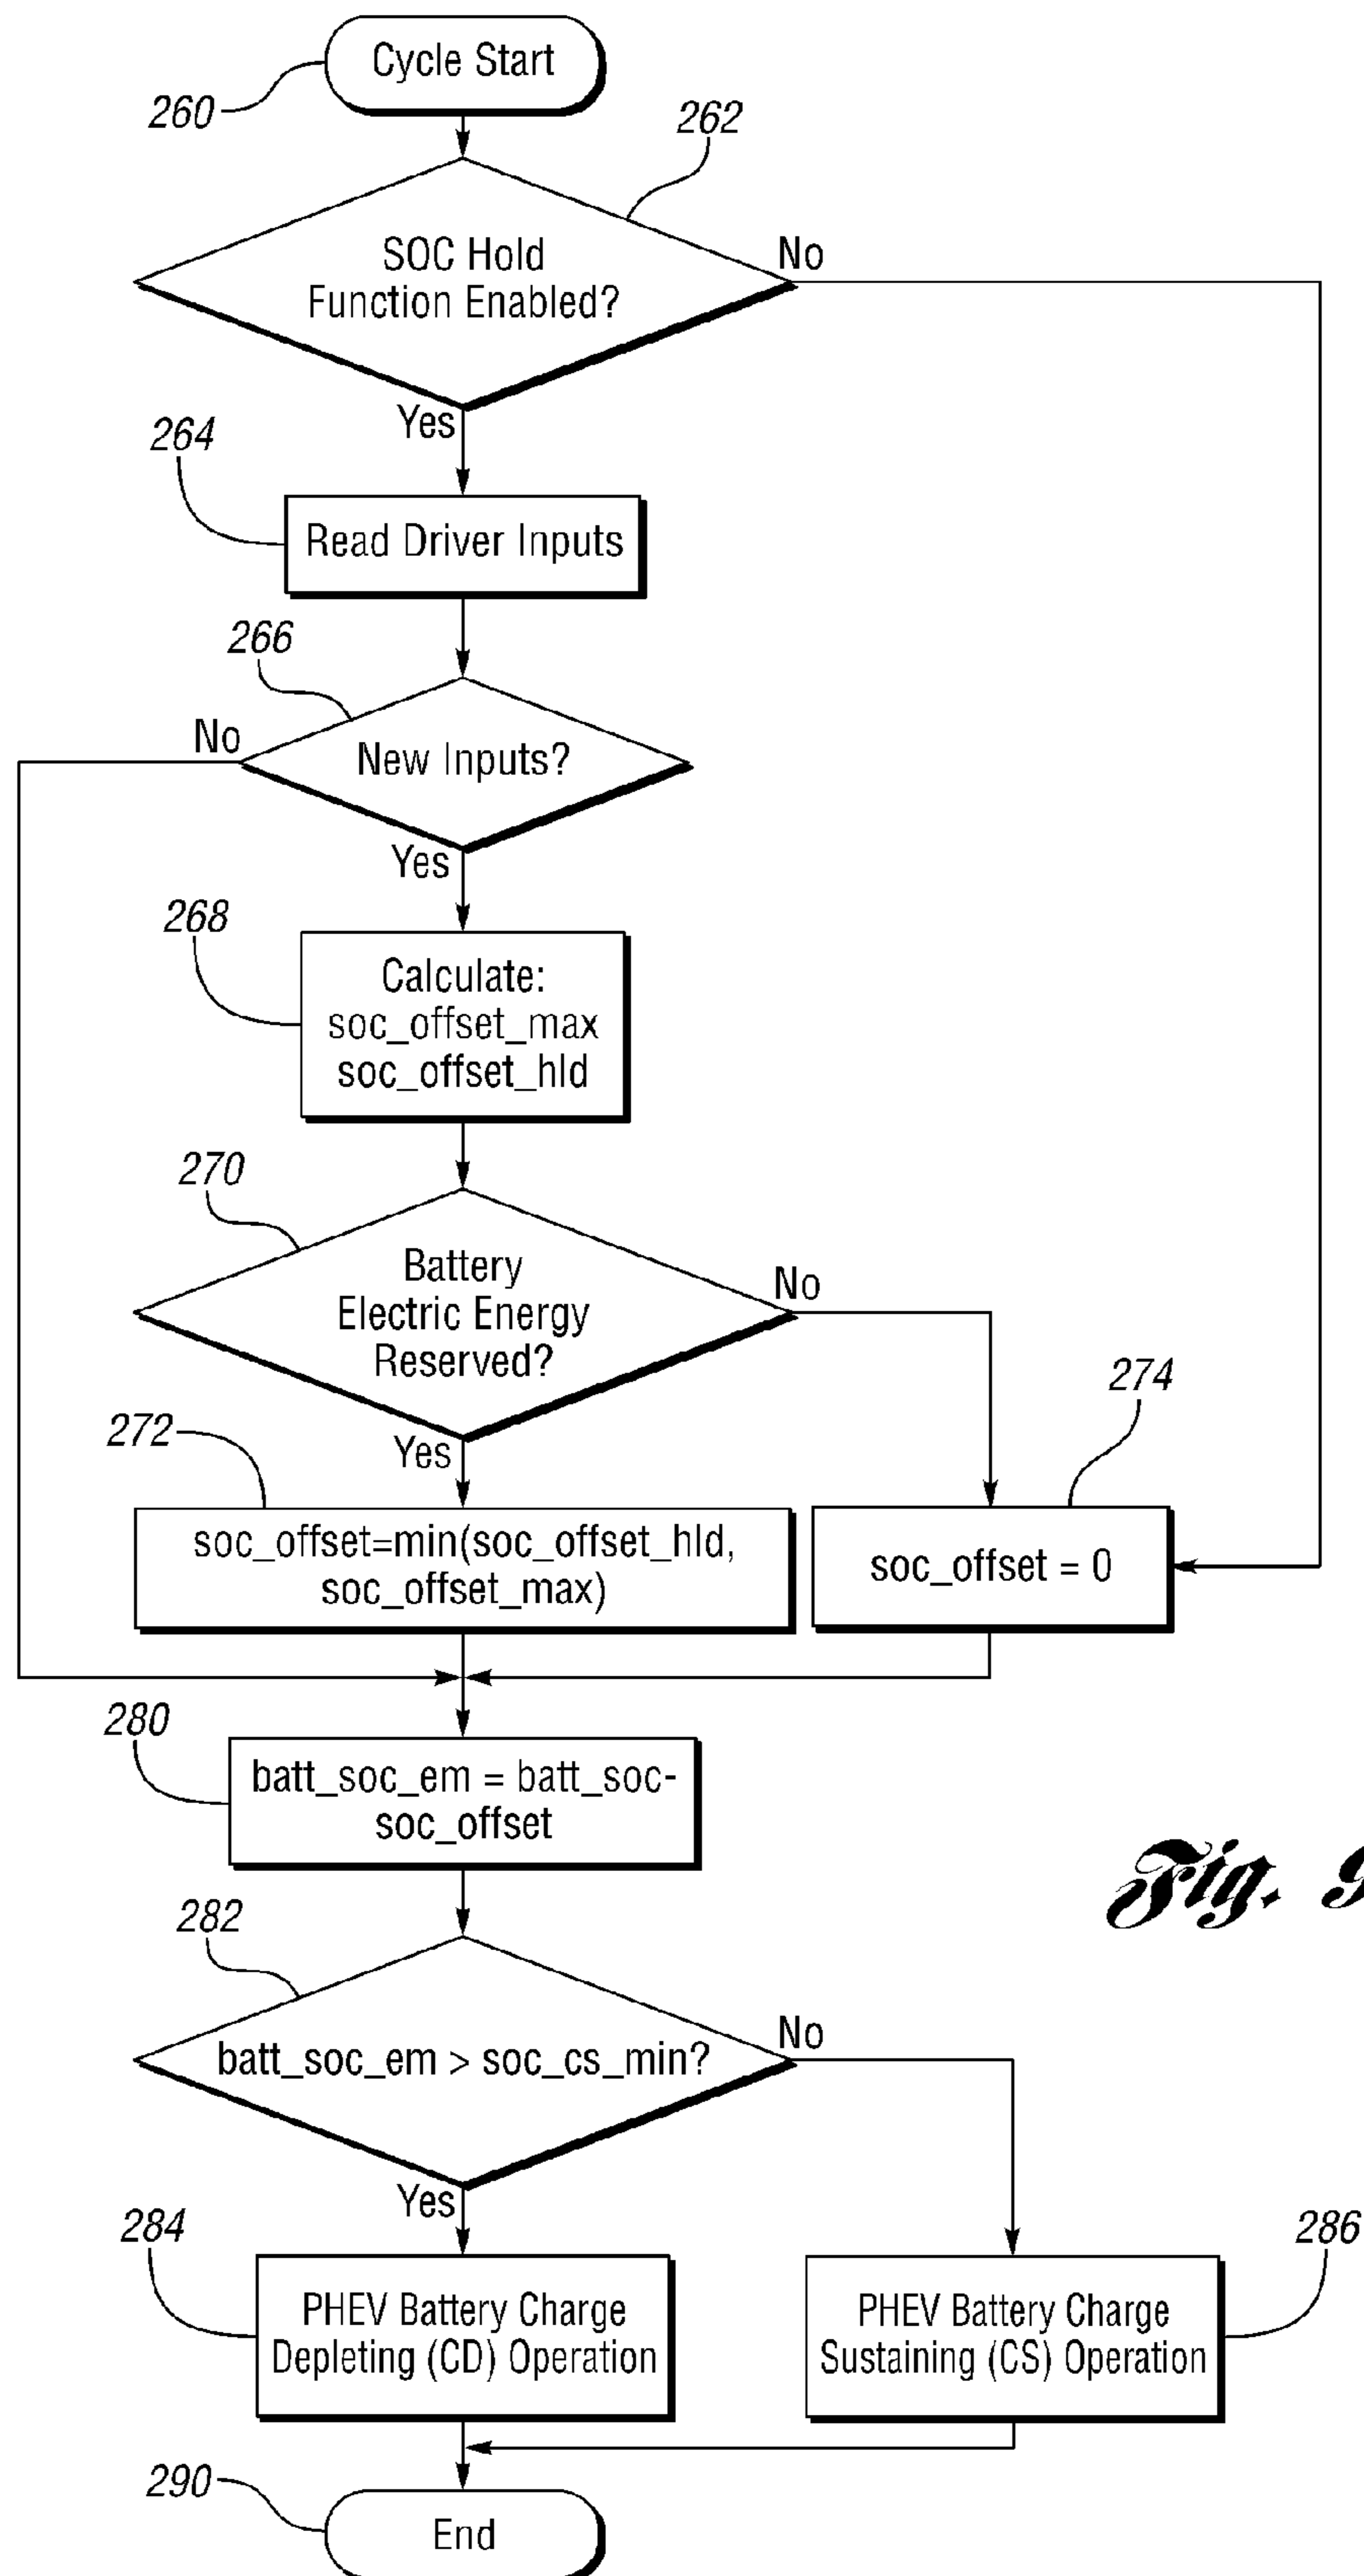 Cycle Start
260
262
SOC Hold
Function Enabled?
No
Yes
264
Read Driver Inputs
266
No
New Inputs?
Yes
268
Calculate:
soc_offset_max
soc_offset_hld
270
Battery
Electric Energy
Reserved?
No
274
272
Yes
soc_offset=min(soc_offset_hld,
soc_offset_max)
soc_offset = 0
280
batt_soc_em = batt_soc-
soc_offset
Fig. 9
282
batt_soc_em > soc_cs_min?
No
Yes
284
286
PHEV Battery Charge
Depleting (CD) Operation
PHEV Battery Charge
Sustaining (CS) Operation
290
End